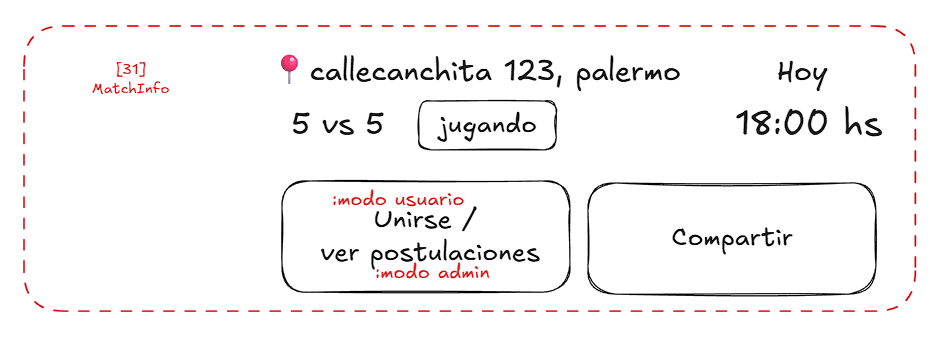 [31]
MatchInfo
📍 callecanchita 123, palermo
Hoy
5 vs 5
jugando
18:00 hs
:modo usuario
Unirse /
ver postulaciones
:modo admin
Compartir